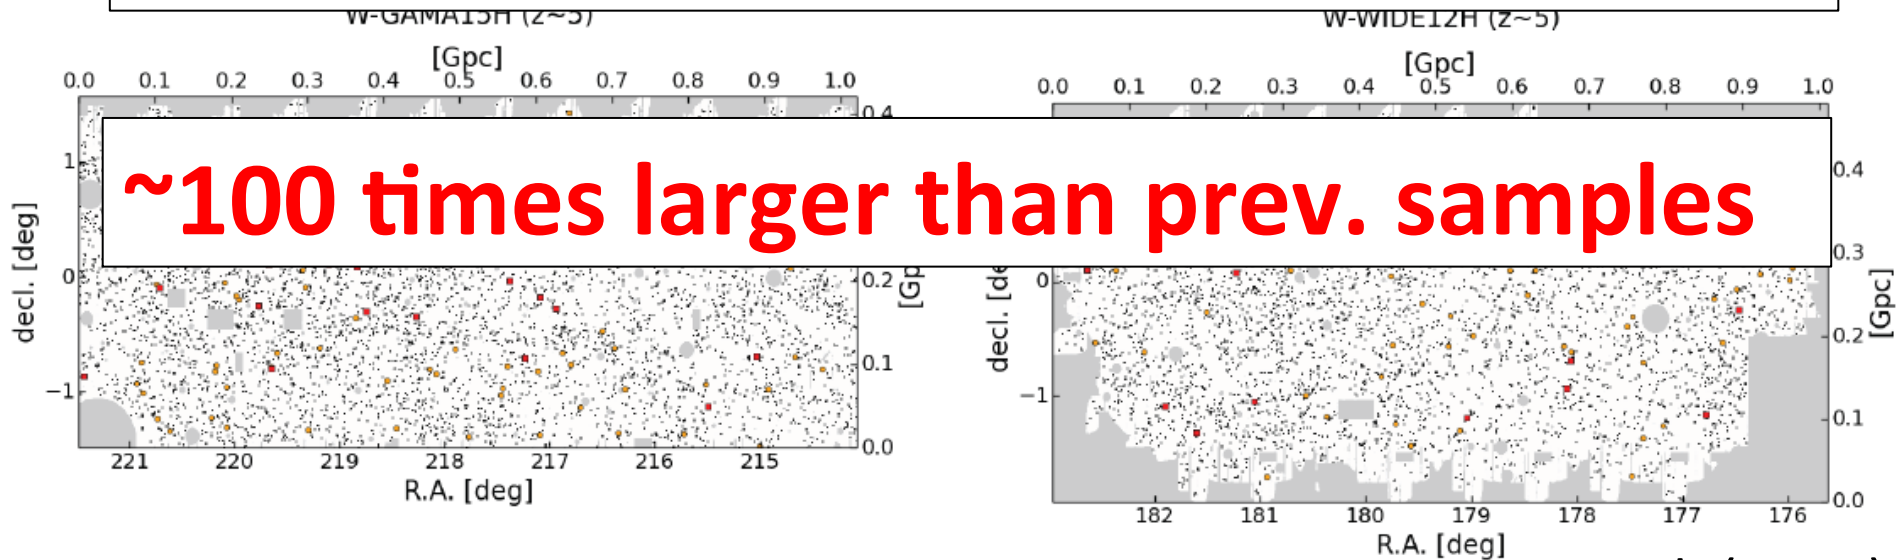 W-GAMA15H (z~5)
[Gpc]
0.0 0.1 0.2 0.3 0.4 0.5 0.6 0.7 0.8 0.9 1.0
0.4
1
0
0.2
decl. [deg]
0.1
−1
0.0
221 220 219 218 217 216 215
R.A. [deg]
W-WIDE12H (z~5)
[Gpc]
0.0 0.1 0.2 0.3 0.4 0.5 0.6 0.7 0.8 0.9 1.0
0.4
0.3
0
[Gpc]
0.2
−1
0.1
0.0
182 181 180 179 178 177 176
R.A. [deg]
~100 times larger than prev. samples